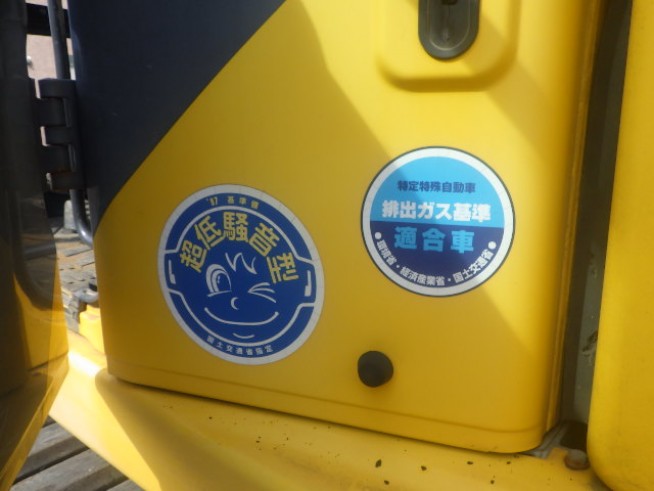 '97 基準値
超低騒音型
国土交通省指定
特定特殊自動車
排出ガス基準
適合車
環境省・経済産業省・国土交通省